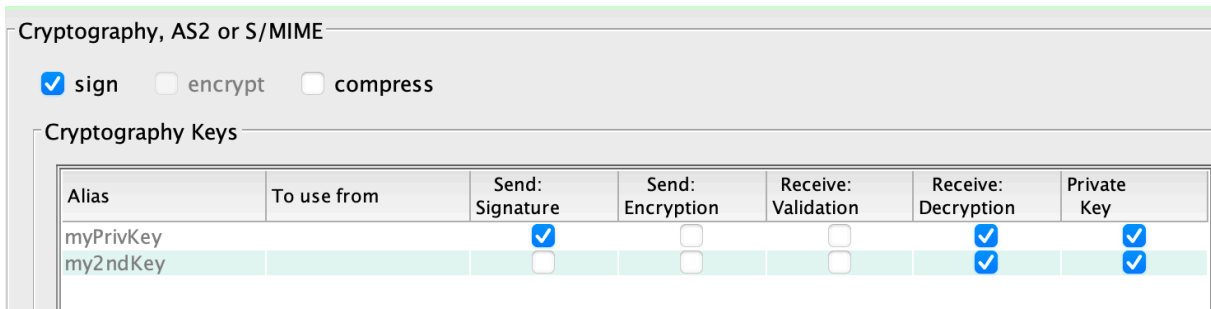 Cryptography, AS2 or S/MIME
sign encrypt compress
Cryptography Keys
Alias To use from Send: Signature Send: Encryption Receive: Validation Receive: Decryption Private Key
myPrivKey
my2ndKey